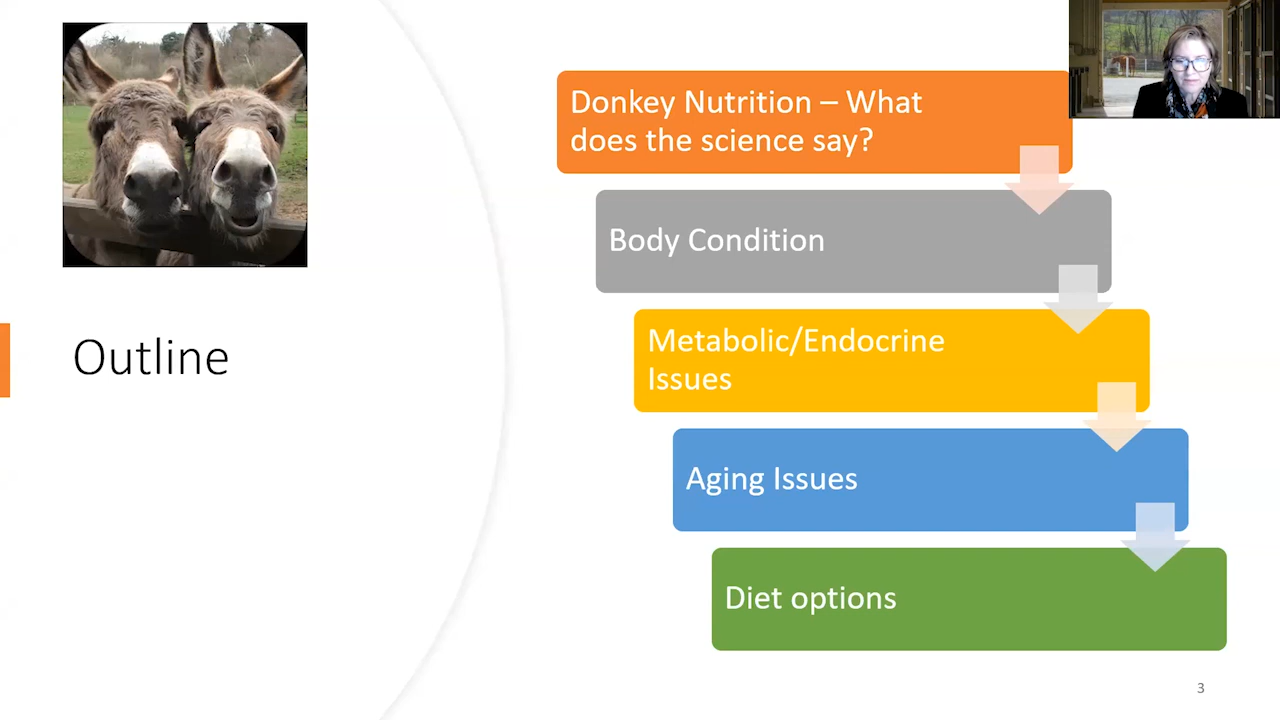 Outline
Donkey Nutrition – What
does the science say?
Body Condition
Metabolic/Endocrine
Issues
Aging Issues
Diet options
3